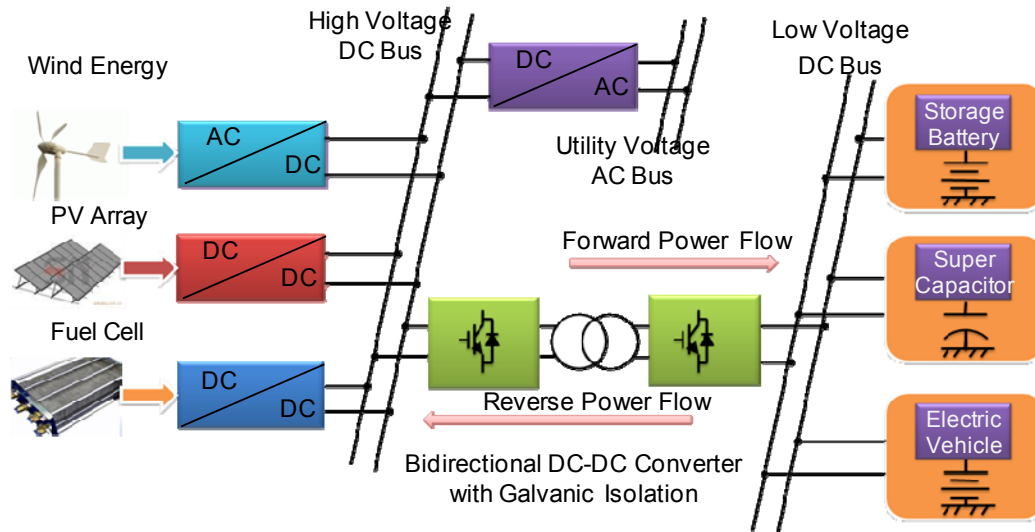 High Voltage
DC Bus
Low Voltage
DC Bus
Wind Energy
DC
AC
Storage
Battery
AC
DC
Utility Voltage
AC Bus
PV Array
DC
DC
Forward Power Flow
Super
Capacitor
Fuel Cell
DC
DC
Reverse Power Flow
Electric
Vehicle
Bidirectional DC-DC Converter
with Galvanic Isolation